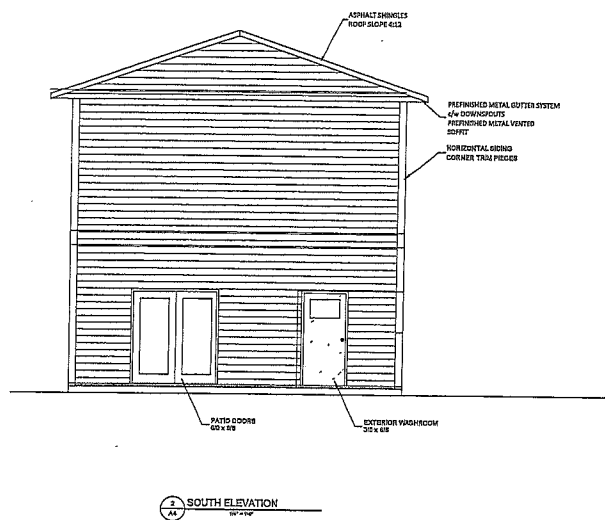 ASPHALT SHINGLES
ROOF SLOPE 4:12
PREFINISHED METAL GUTTER SYSTEM
c/w DOWNSPOUTS
PREFINISHED METAL VENTED
SOFFIT
HORIZONTAL SIDING
CORNER TRIM PIECES
PATIO DOORS
EXTERIOR WASHROOM
2
A4
SOUTH ELEVATION